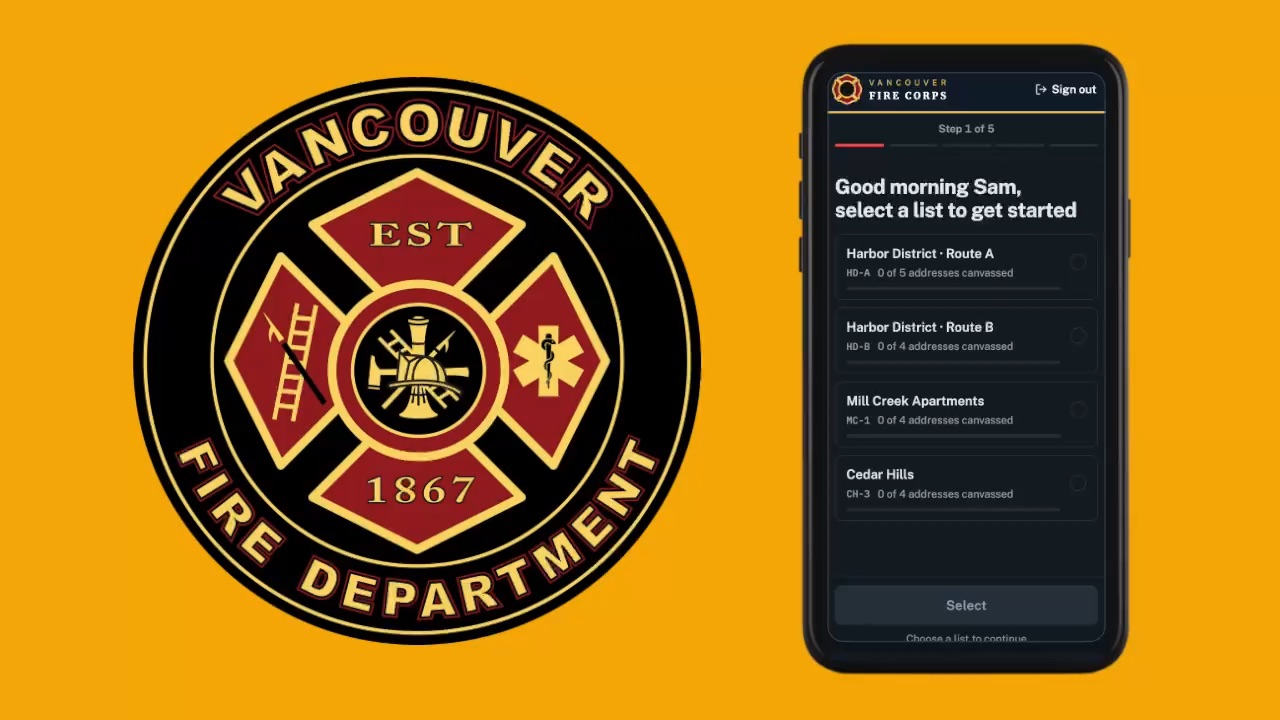 VANCOUVER
EST
1867
FIRE DEPARTMENT
VANCOUVER
FIRE CORPS
Sign out
Step 1 of 5
Good morning Sam,
select a list to get started
Harbor District · Route A
HD-A 0 of 5 addresses canvassed
Harbor District · Route B
HD-B 0 of 4 addresses canvassed
Mill Creek Apartments
MC-1 0 of 4 addresses canvassed
Cedar Hills
CH-3 0 of 4 addresses canvassed
Select
Choose a list to continue